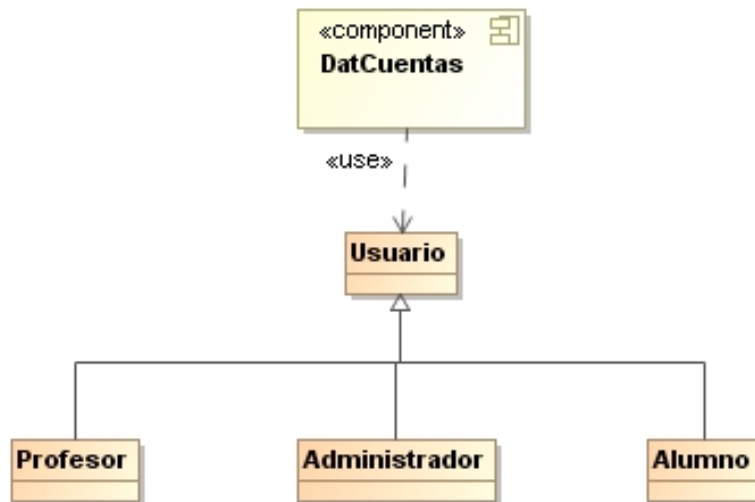 «component»
DatCuentas
«use»
Usuario
Profesor
Administrador
Alumno